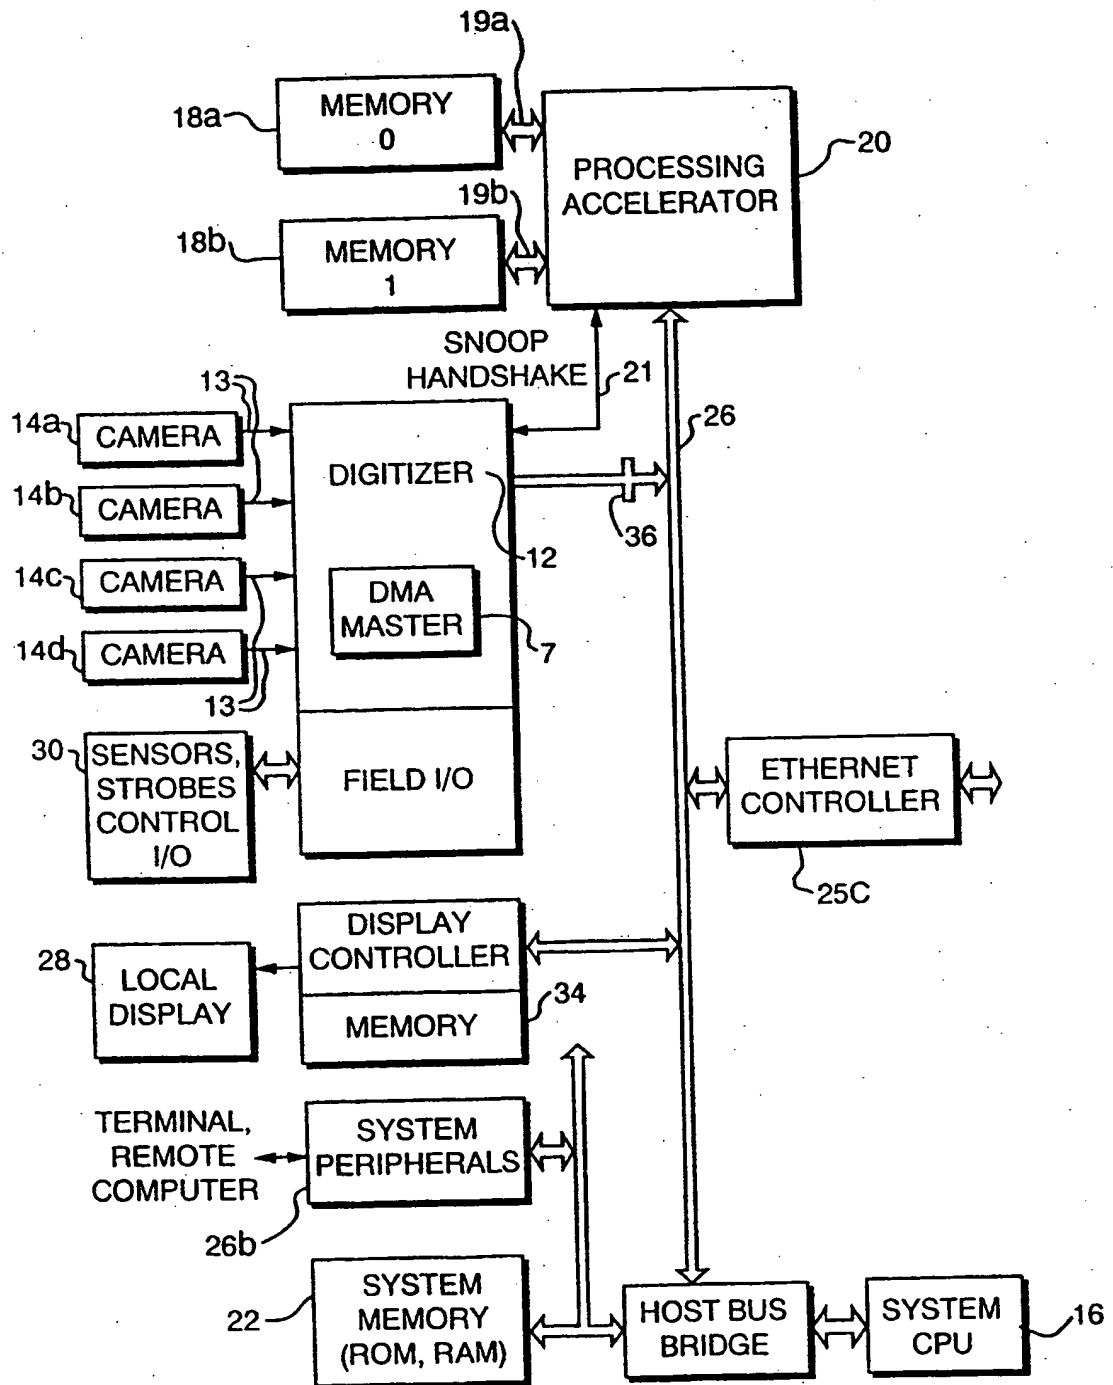 19a
MEMORY
0
18a
PROCESSING
ACCELERATOR
20
19b
MEMORY
1
18b
SNOOP
HANDSHAKE
21
13
14a
CAMERA
26
DIGITIZER
14b
CAMERA
36
12
14c
CAMERA
DMA
MASTER
14d
CAMERA
7
13
30
SENSORS,
STROBES
CONTROL
I/O
FIELD I/O
ETHERNET
CONTROLLER
25C
DISPLAY
CONTROLLER
28
LOCAL
DISPLAY
34
MEMORY
TERMINAL,
REMOTE
COMPUTER
SYSTEM
PERIPHERALS
26b
22
SYSTEM
MEMORY
(ROM, RAM)
HOST BUS
BRIDGE
SYSTEM
CPU
16